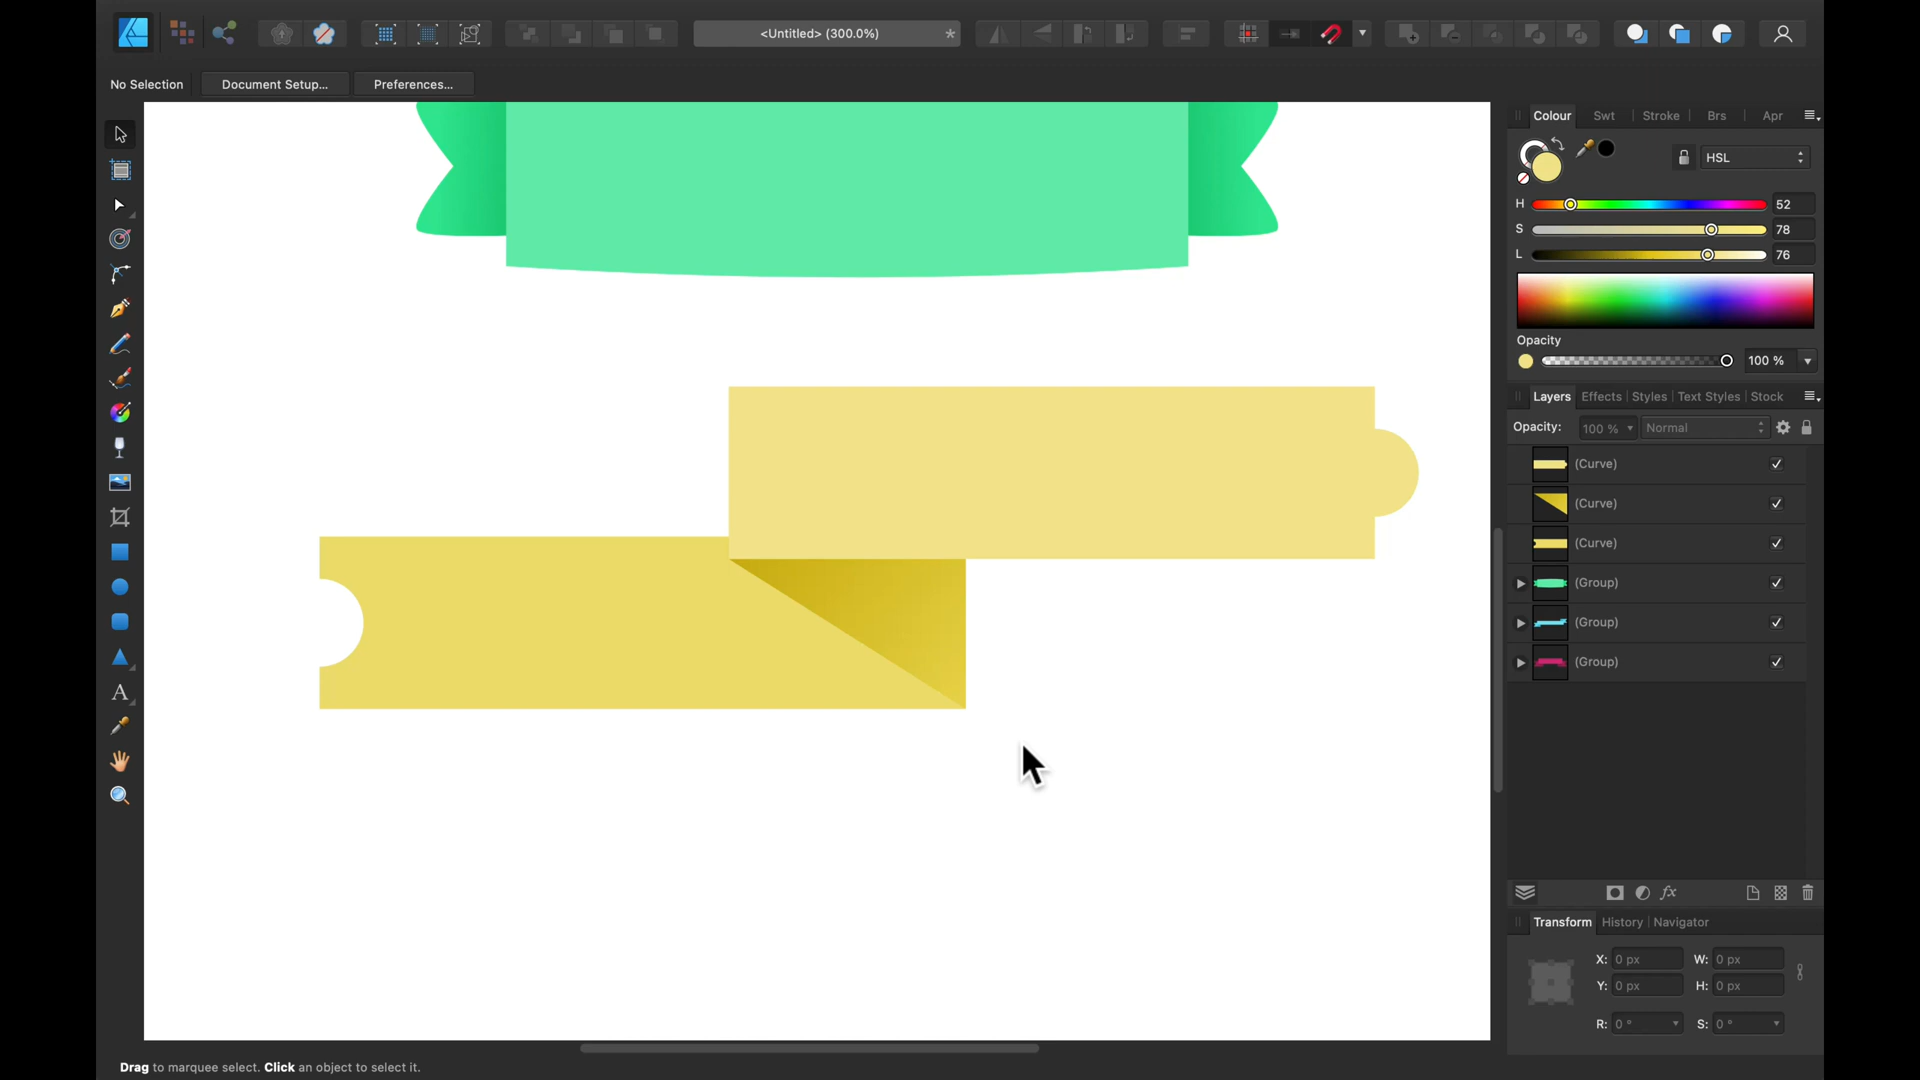 <Untitled> (300.0%)
*
No Selection
Document Setup...
Preferences...
Colour
Swt
Stroke
Brs
Apr
HSL
H
52
S
78
L
76
Opacity
100 %
Layers
Effects
Styles
Text Styles
Stock
Opacity:
100 %
Normal
(Curve)
(Curve)
(Curve)
(Group)
(Group)
(Group)
fx
Transform
History
Navigator
X: 0 px
W: 0 px
Y: 0 px
H: 0 px
R: 0 °
S: 0 °
Drag to marquee select. Click an object to select it.